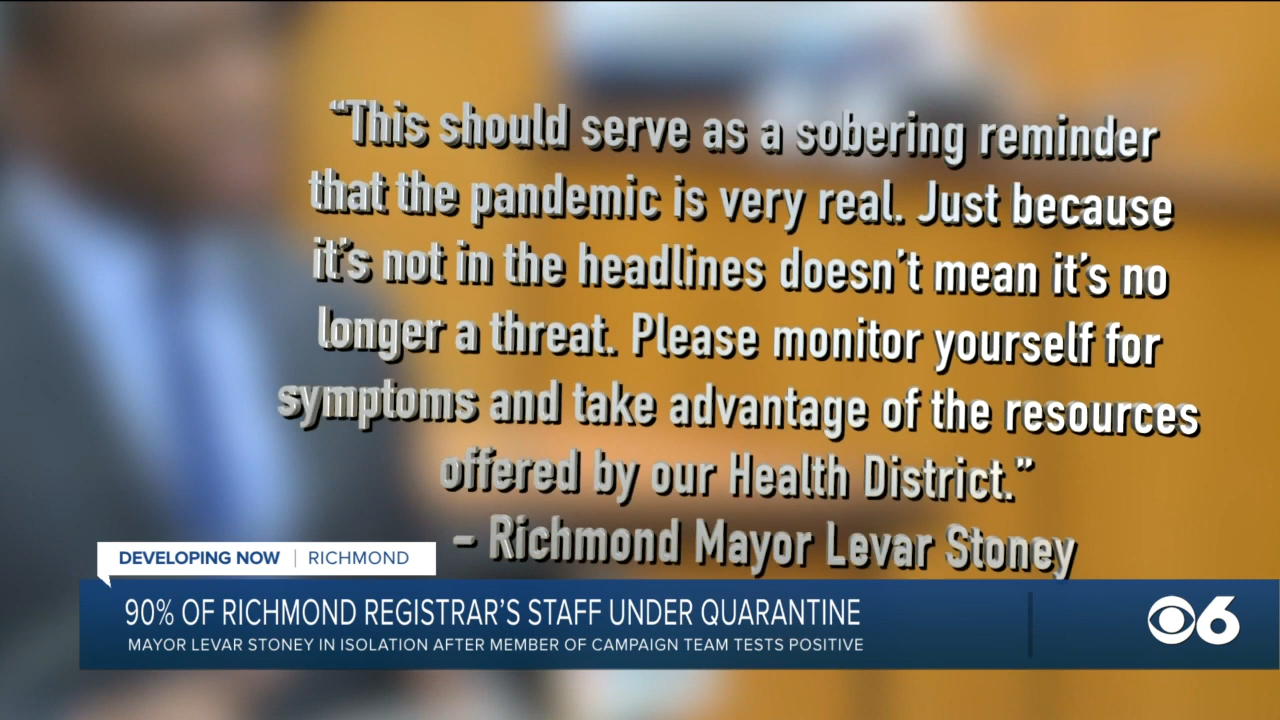 “This should serve as a sobering reminder
that the pandemic is very real. Just because
it’s not in the headlines doesn’t mean it’s no
longer a threat. Please monitor yourself for
symptoms and take advantage of the resources
offered by our Health District.”
– Richmond Mayor Levar Stoney
DEVELOPING NOW | RICHMOND
90% OF RICHMOND REGISTRAR’S STAFF UNDER QUARANTINE
MAYOR LEVAR STONEY IN ISOLATION AFTER MEMBER OF CAMPAIGN TEAM TESTS POSITIVE
6